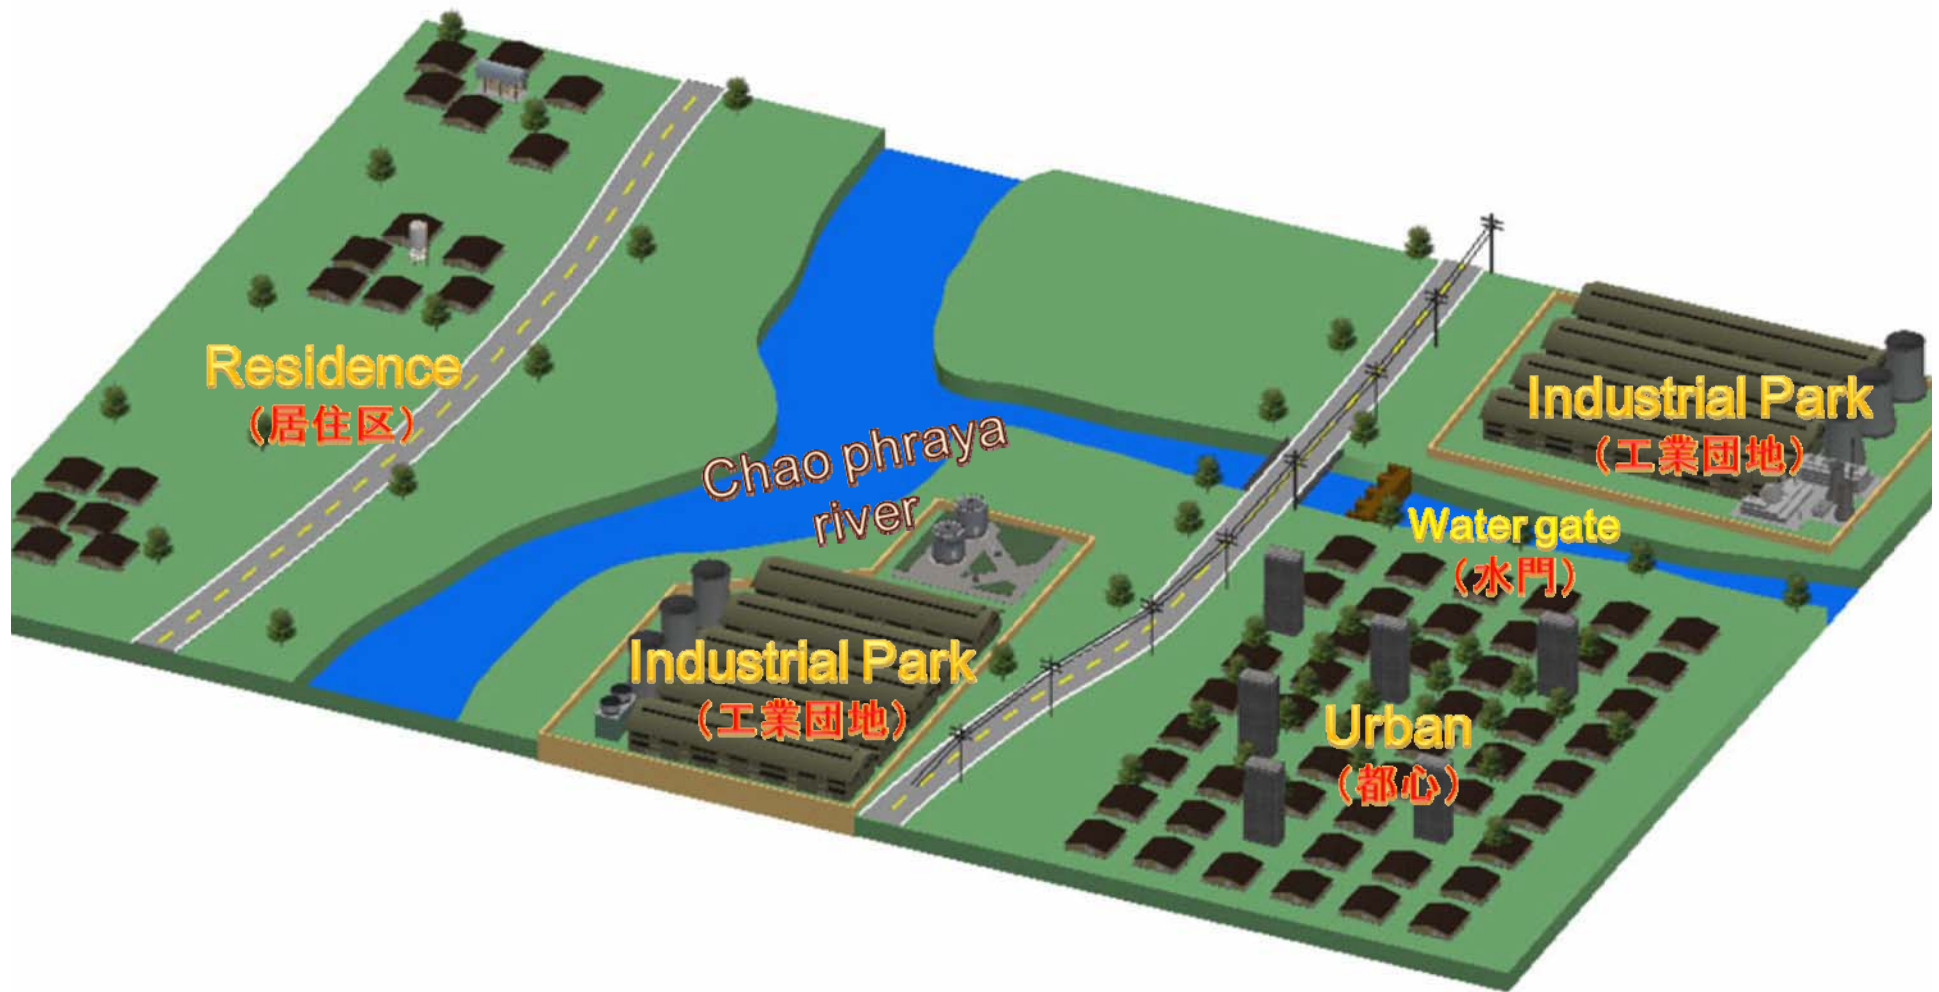 Residence
（居住区）
Chao phraya
river
Industrial Park
（工業団地）
Water gate
（水門）
Industrial Park
（工業団地）
Urban
（都心）